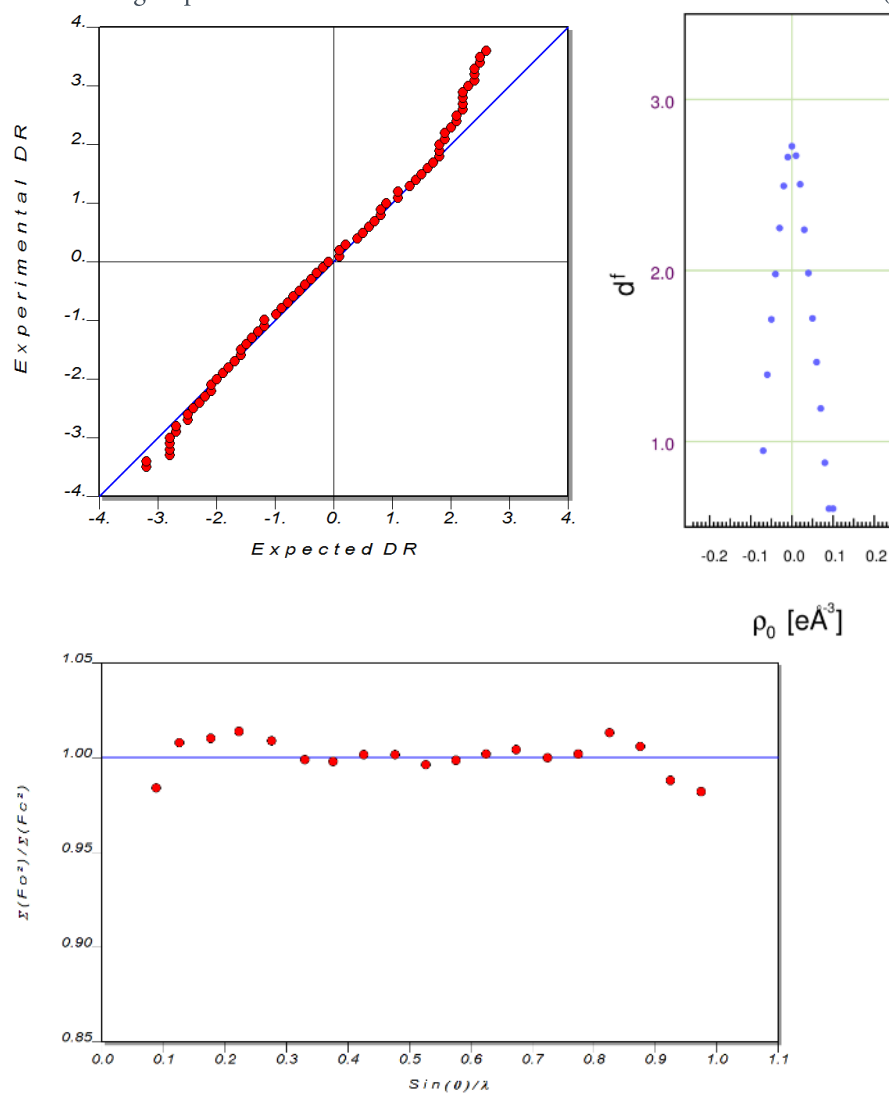 4.
3.
2.
1.
0.
-1.
-2.
-3.
-4.
Experimental DR
-4. -3. -2. -1. 0. 1. 2. 3. 4.
Expected DR
3.0
2.0
1.0
dᶠ
-0.2 -0.1 0.0 0.1 0.2
ρ₀ [eÅ⁻³]
1.05
1.00
0.95
0.90
0.85
Σ(Fo²)/Σ(Fc²)
0.0 0.1 0.2 0.3 0.4 0.5 0.6 0.7 0.8 0.9 1.0 1.1
Sin(θ)/λ